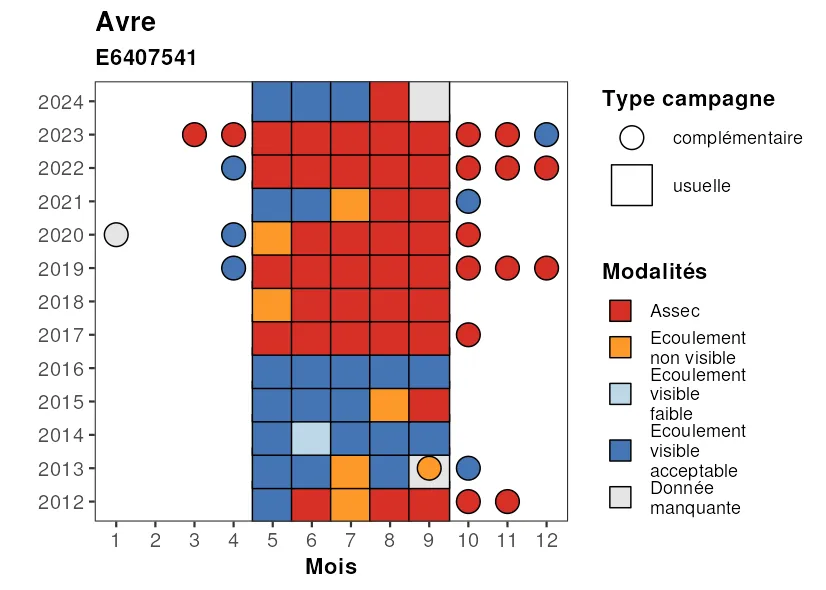 Avre
E6407541
2024
2023
2022
2021
2020
2019
2018
2017
2016
2015
2014
2013
2012
1 2 3 4 5 6 7 8 9 10 11 12
Mois
Type campagne
complémentaire
usuelle
Modalités
Assec
Ecoulement
non visible
Ecoulement
visible
faible
Ecoulement
visible
acceptable
Donnée
manquante